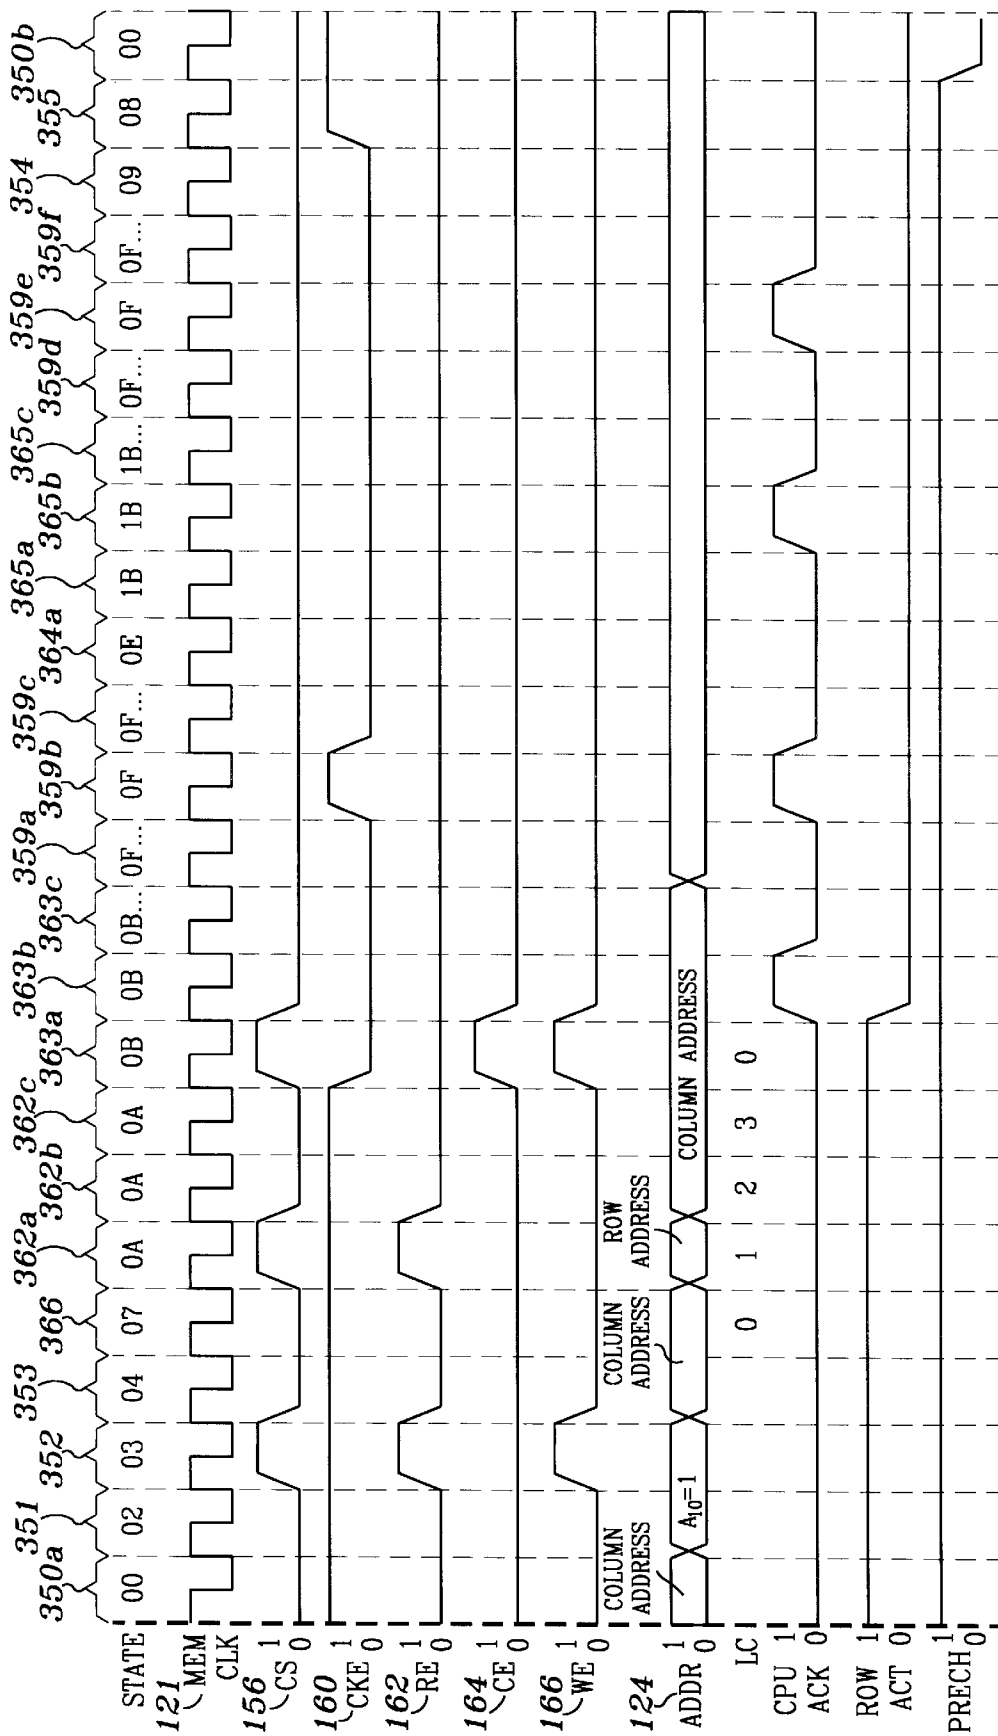 350a 351 352 353 366 362a 362b 362c 363a 363b 363c 359a 359b 359c 364a 365a 365b 365c 359d 359e 359f 354 355 350b
STATE 00 02 03 04 07 0A 0A 0A 0B 0B 0B... 0F... 0F 0F... 0E 1B 1B 1B... 0F... 0F 0F... 09 08 00
121 MEM
CLK
156 CS 1
0
160 CKE 1
0
162 RE 1
0
164 CE 1
0
166 WE 1
0
COLUMN
ADDRESS
COLUMN
ADDRESS
ROW
ADDRESS
124 ADDR 1
0
A10=1
COLUMN ADDRESS
LC 0 1 2 3 0
CPU
ACK 1
0
ROW
ACT 1
0
PRECH 1
0